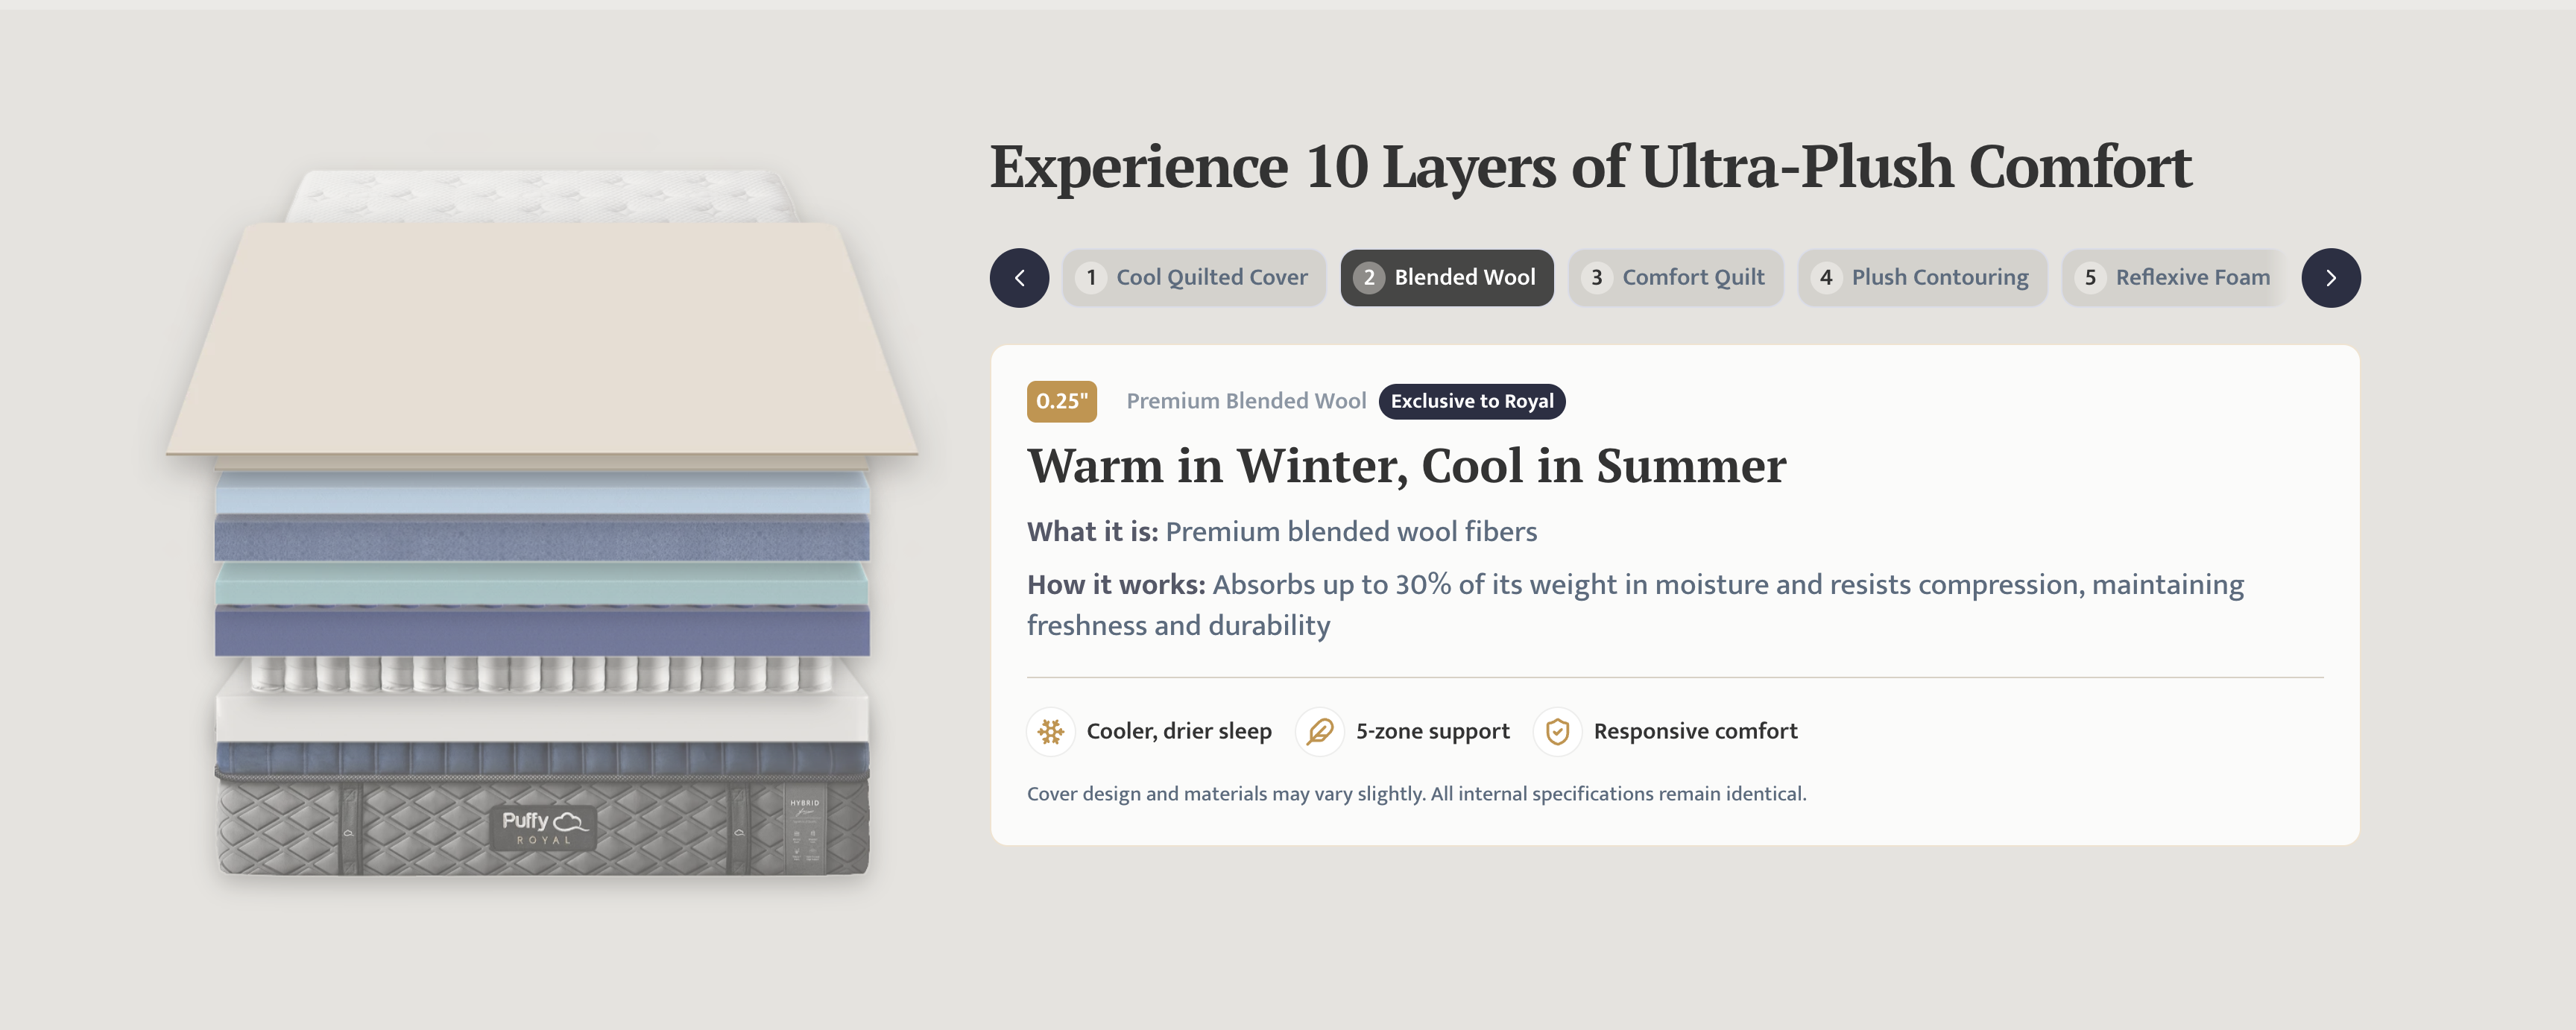 Experience 10 Layers of Ultra-Plush Comfort
1 Cool Quilted Cover
2 Blended Wool
3 Comfort Quilt
4 Plush Contouring
5 Reflexive Foam
0.25"
Premium Blended Wool
Exclusive to Royal
Warm in Winter, Cool in Summer
What it is: Premium blended wool fibers
How it works: Absorbs up to 30% of its weight in moisture and resists compression, maintaining
freshness and durability
Cooler, drier sleep
5-zone support
Responsive comfort
Cover design and materials may vary slightly. All internal specifications remain identical.
Puffy
ROYAL
HYBRID